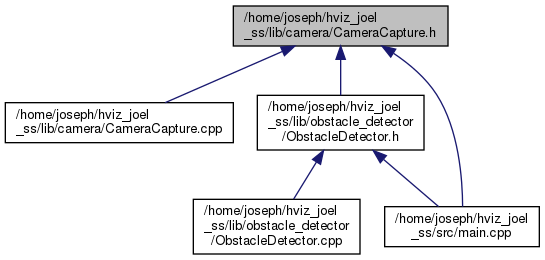 /home/joseph/hviz_joel
_ss/lib/camera/CameraCapture.h
/home/joseph/hviz_joel
_ss/lib/camera/CameraCapture.cpp
/home/joseph/hviz_joel
_ss/lib/obstacle_detector
/ObstacleDetector.h
/home/joseph/hviz_joel
_ss/lib/obstacle_detector
/ObstacleDetector.cpp
/home/joseph/hviz_joel
_ss/src/main.cpp